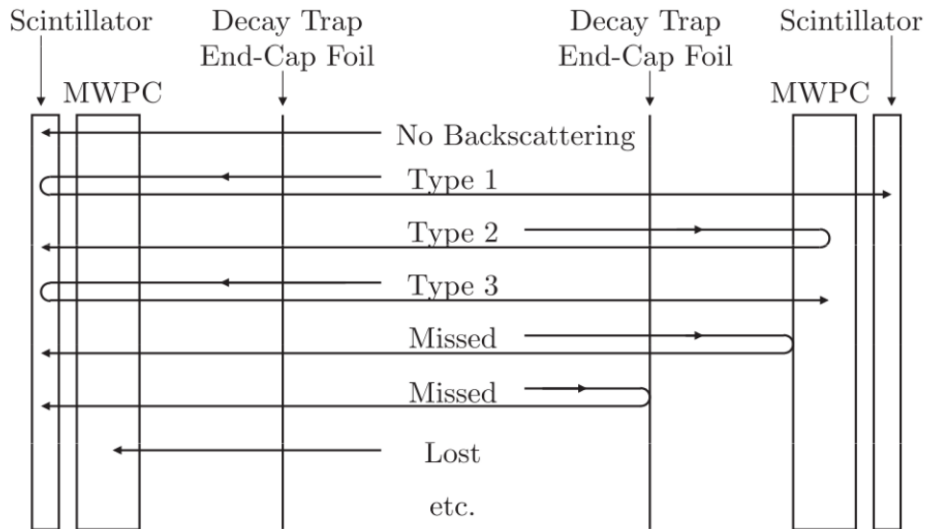 Scintillator
Decay Trap
End-Cap Foil
Decay Trap
End-Cap Foil
Scintillator
MWPC
MWPC
No Backscattering
Type 1
Type 2
Type 3
Missed
Missed
Lost
etc.